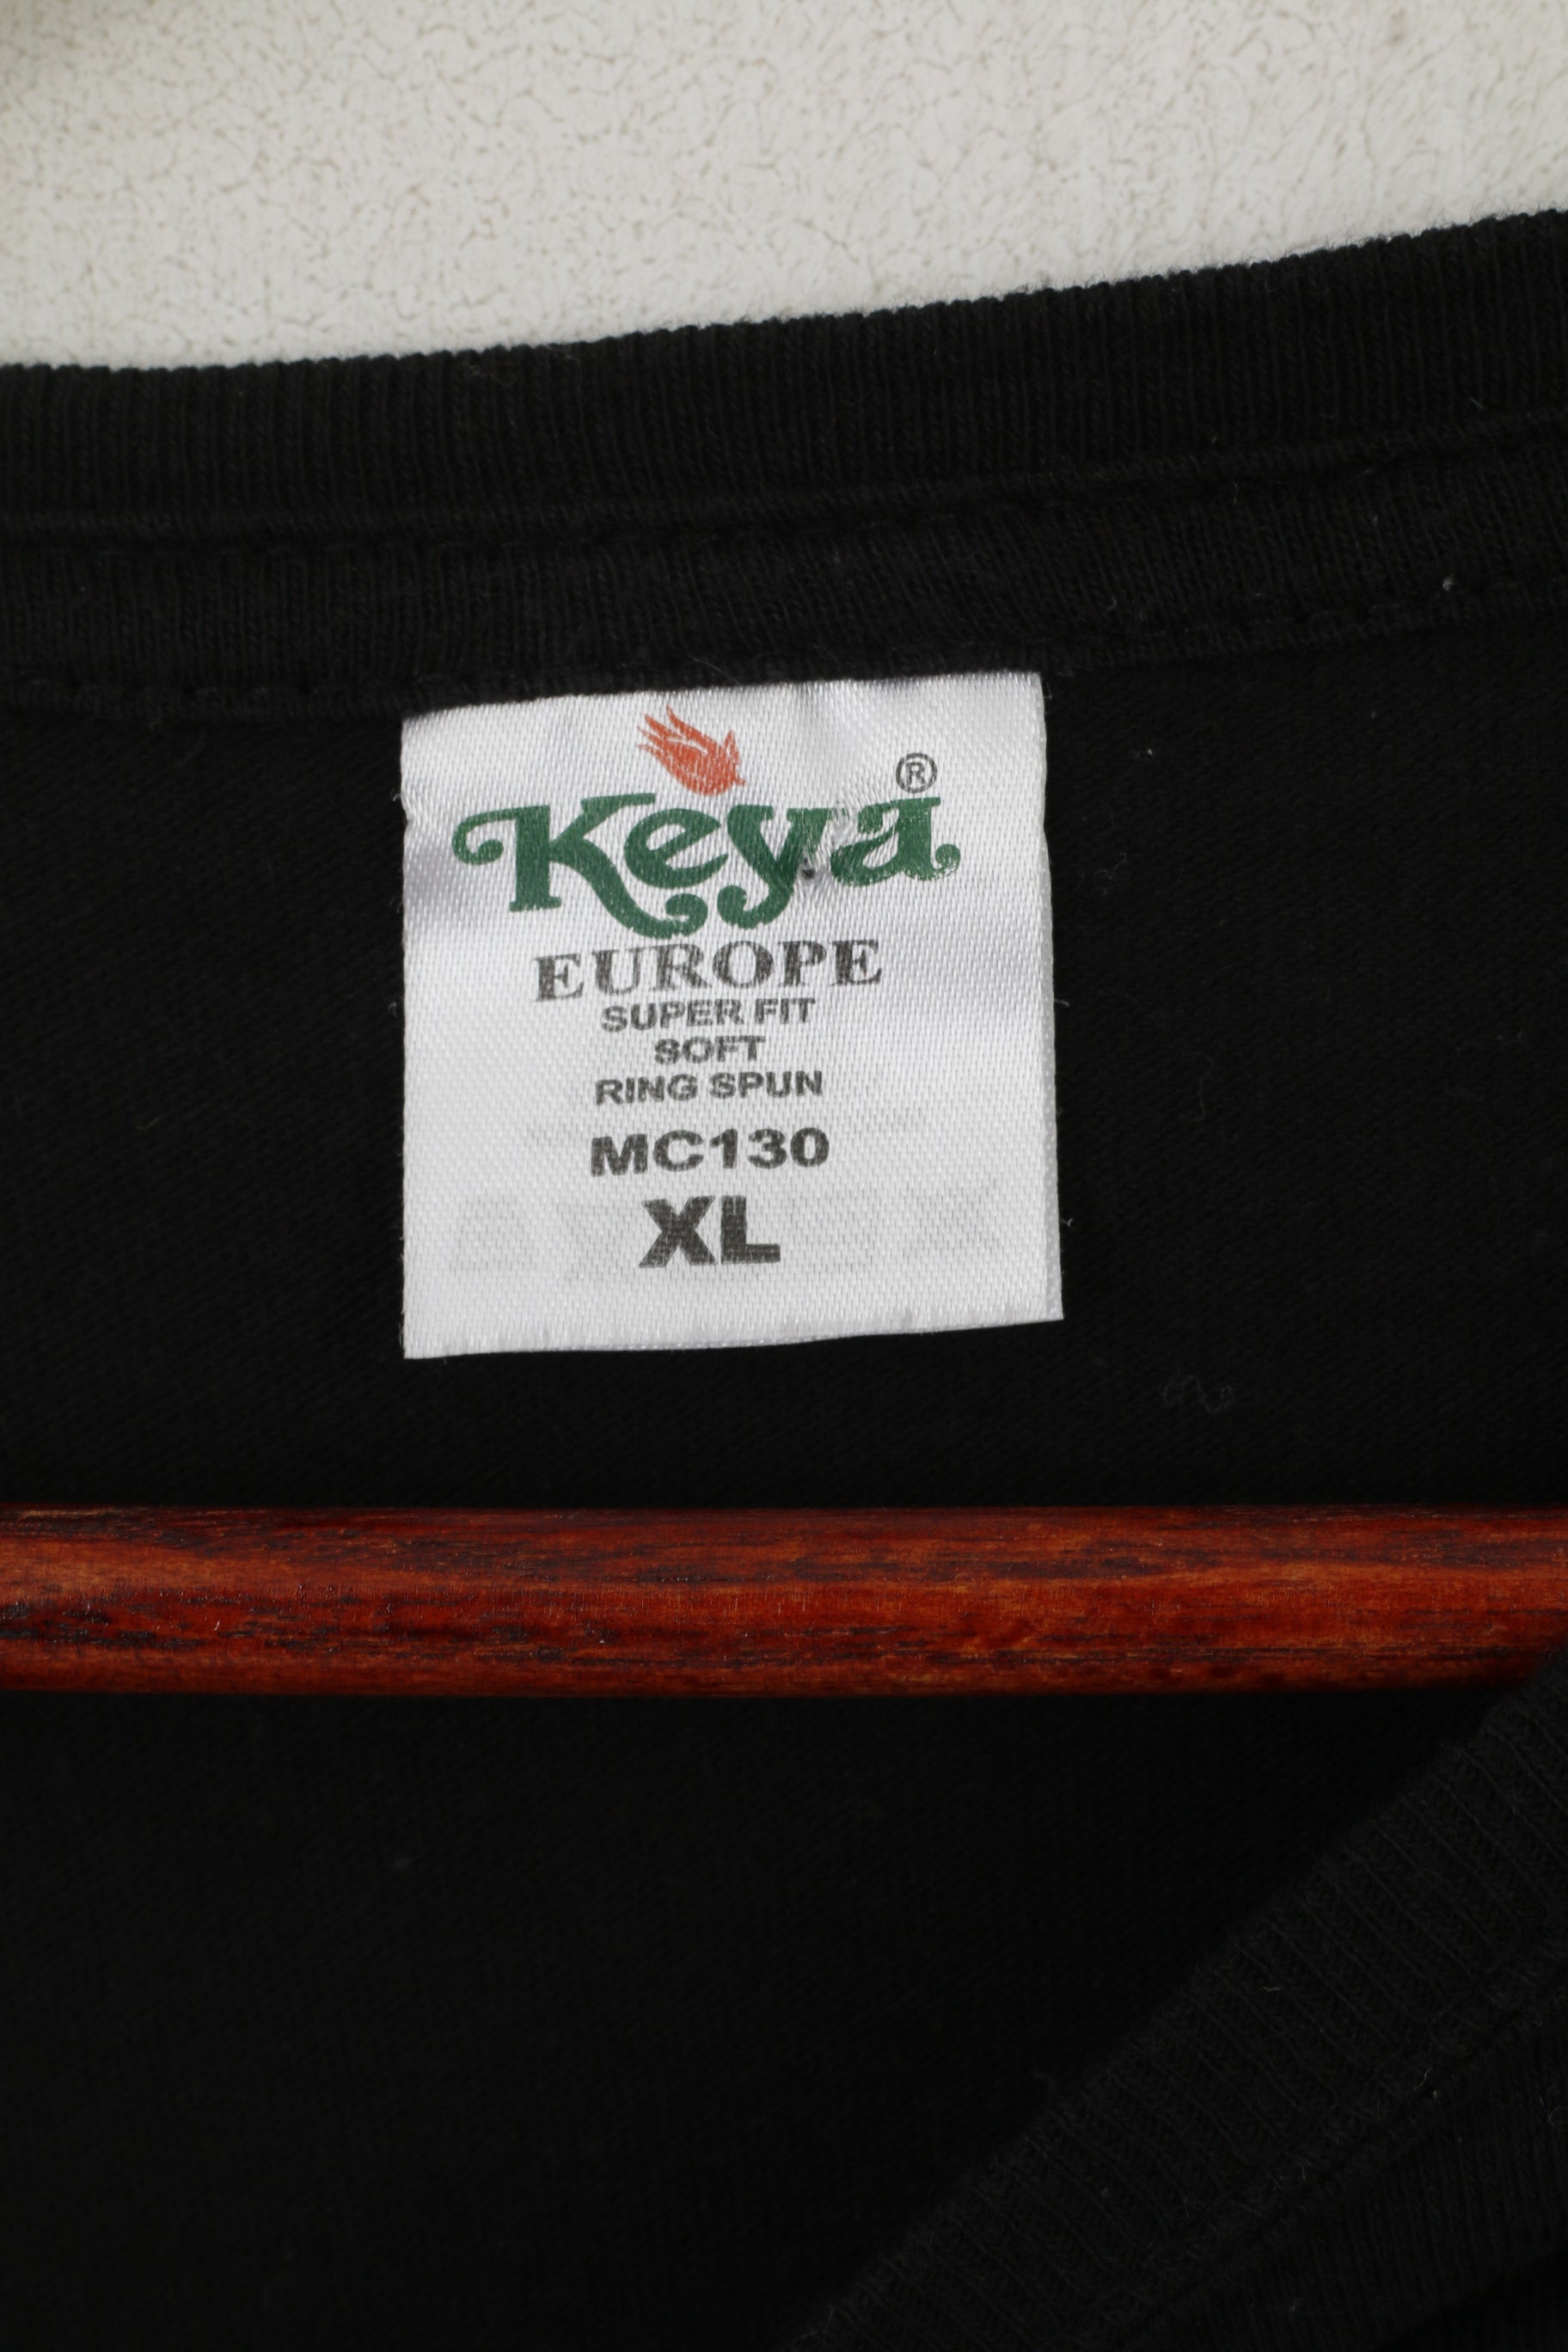 Keya®
EUROPE
SUPER FIT
SOFT
RING SPUN
MC130
XL